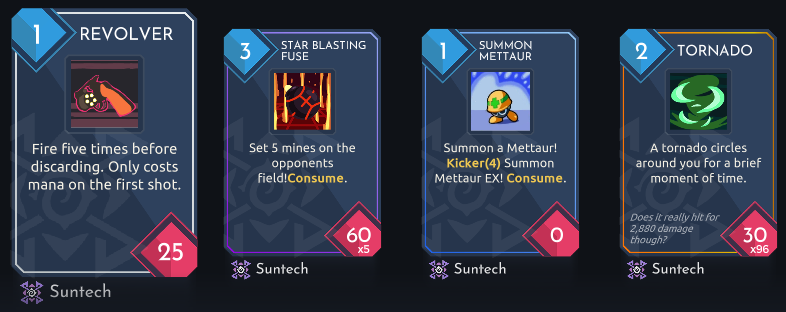 1
REVOLVER
Fire five times before
discarding. Only costs
mana on the first shot.
25
Suntech
3
STAR BLASTING
FUSE
Set 5 mines on the
opponents
field!Consume.
60
x5
Suntech
1
SUMMON
METTAUR
Summon a Mettaur!
Kicker(4) Summon
Mettaur EX! Consume.
0
Suntech
2
TORNADO
A tornado circles
around you for a brief
moment of time.
Does it really hit for
2,880 damage
though?
30
x96
Suntech